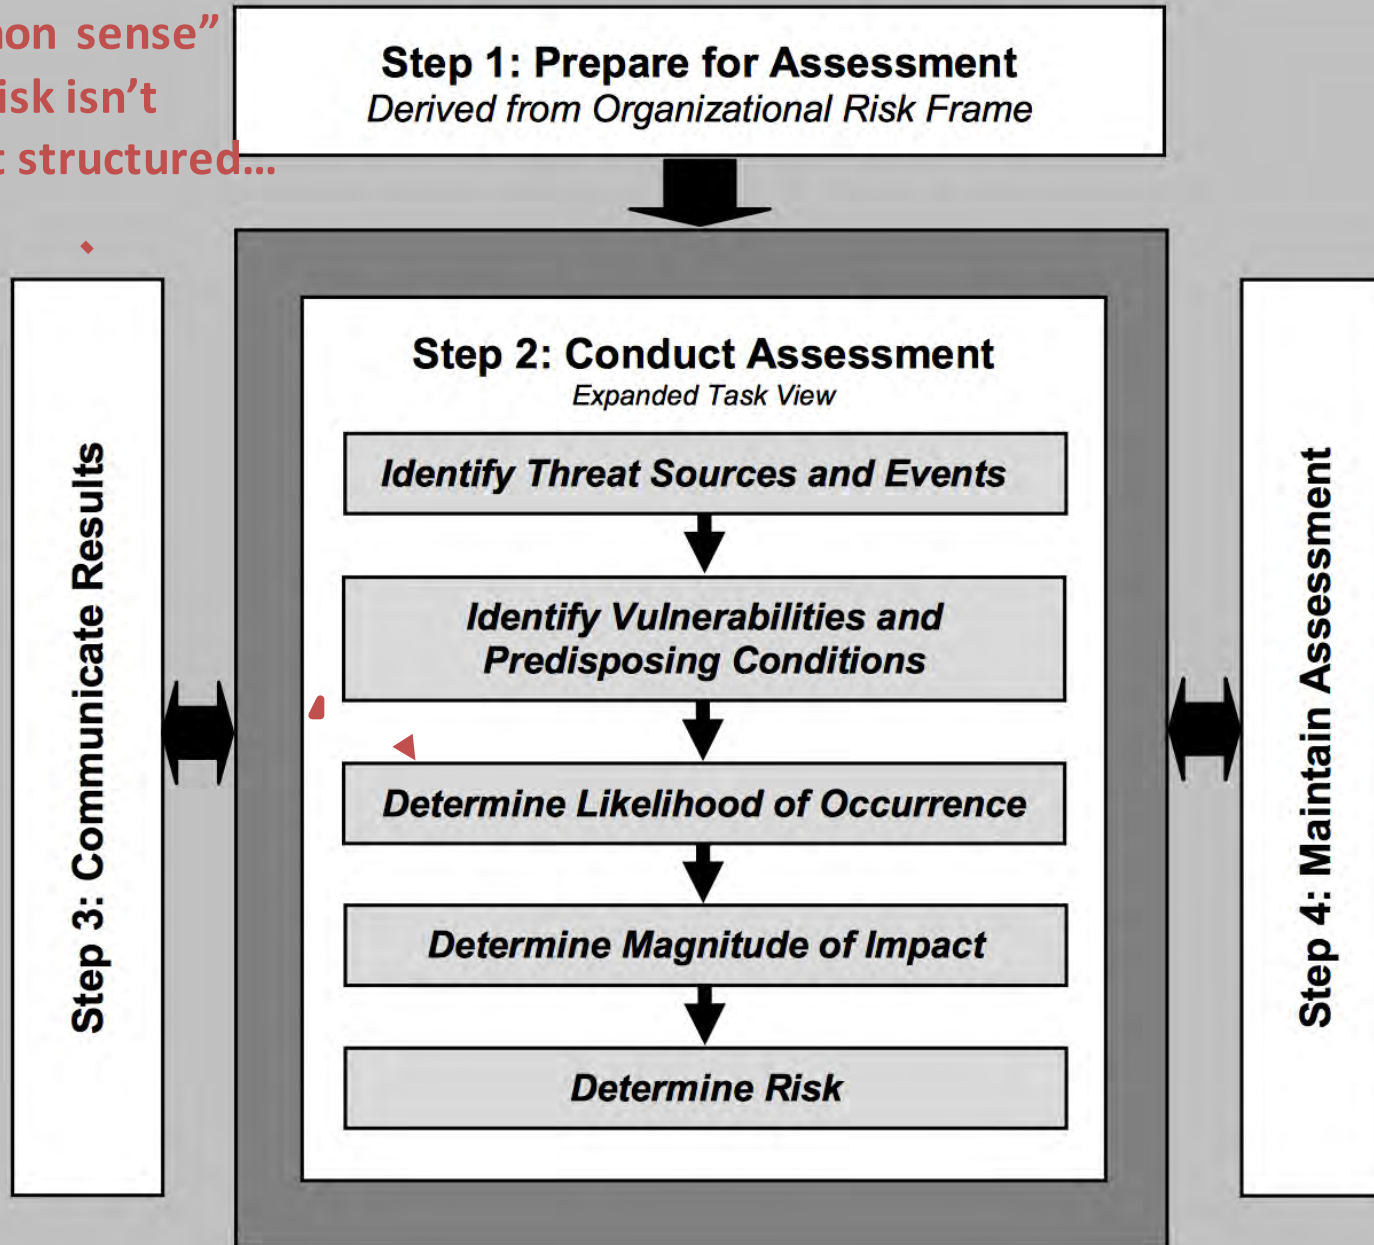 sense”
isn’t
structured…
Step 1: Prepare for Assessment
Derived from Organizational Risk Frame
Step 2: Conduct Assessment
Expanded Task View
Identify Threat Sources and Events
Identify Vulnerabilities and
Predisposing Conditions
Determine Likelihood of Occurrence
Determine Magnitude of Impact
Determine Risk
Step 3: Communicate Results
Step 4: Maintain Assessment